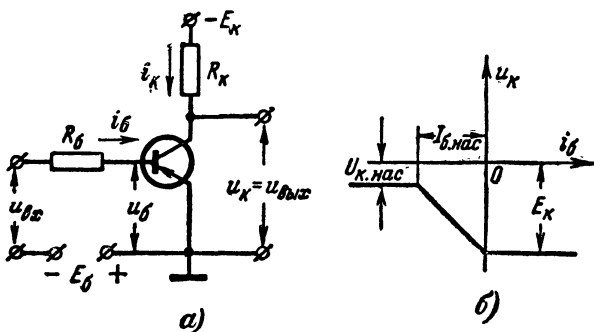 -Eк
iк
Rк
Rб
iб
uвх
uб
uк=uвых
- Eб +
а)
uк
Iб.нас
iб
Uк.нас
0
Eк
б)